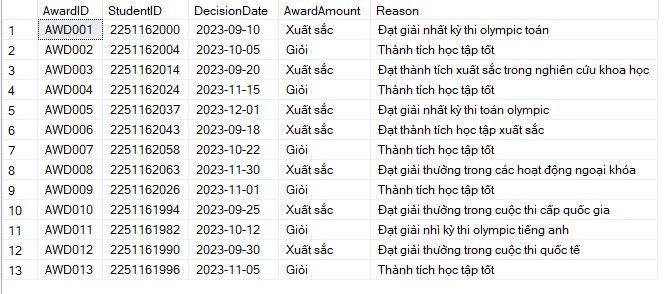 AwardID StudentID DecisionDate AwardAmount Reason
1 AWD001 2251162000 2023-09-10 Xuất sắc Đạt giải nhất kỳ thi olympic toán
2 AWD002 2251162004 2023-10-05 Giỏi Thành tích học tập tốt
3 AWD003 2251162014 2023-09-20 Xuất sắc Đạt thành tích xuất sắc trong nghiên cứu khoa học
4 AWD004 2251162024 2023-11-15 Giỏi Thành tích học tập tốt
5 AWD005 2251162037 2023-12-01 Xuất sắc Đạt giải nhất kỳ thi toán olympic
6 AWD006 2251162043 2023-09-18 Xuất sắc Đạt thành tích học tập xuất sắc
7 AWD007 2251162058 2023-10-22 Giỏi Thành tích học tập tốt
8 AWD008 2251162063 2023-11-30 Xuất sắc Đạt giải thưởng trong các hoạt động ngoại khóa
9 AWD009 2251162026 2023-11-01 Giỏi Thành tích học tập tốt
10 AWD010 2251161994 2023-09-25 Xuất sắc Đạt giải thưởng trong cuộc thi cấp quốc gia
11 AWD011 2251161982 2023-10-12 Giỏi Đạt giải nhì kỳ thi olympic tiếng anh
12 AWD012 2251161990 2023-09-30 Xuất sắc Đạt giải thưởng trong cuộc thi quốc tế
13 AWD013 2251161996 2023-11-05 Giỏi Thành tích học tập tốt